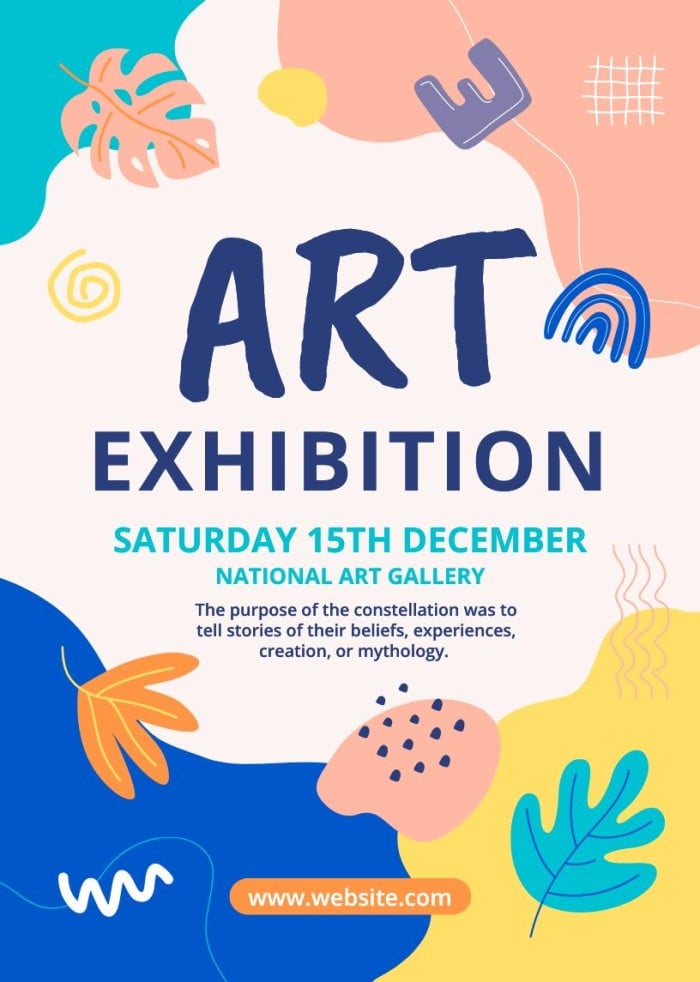 ART
EXHIBITION
SATURDAY 15TH DECEMBER
NATIONAL ART GALLERY
The purpose of the constellation was to
tell stories of their beliefs, experiences,
creation, or mythology.
www.website.com